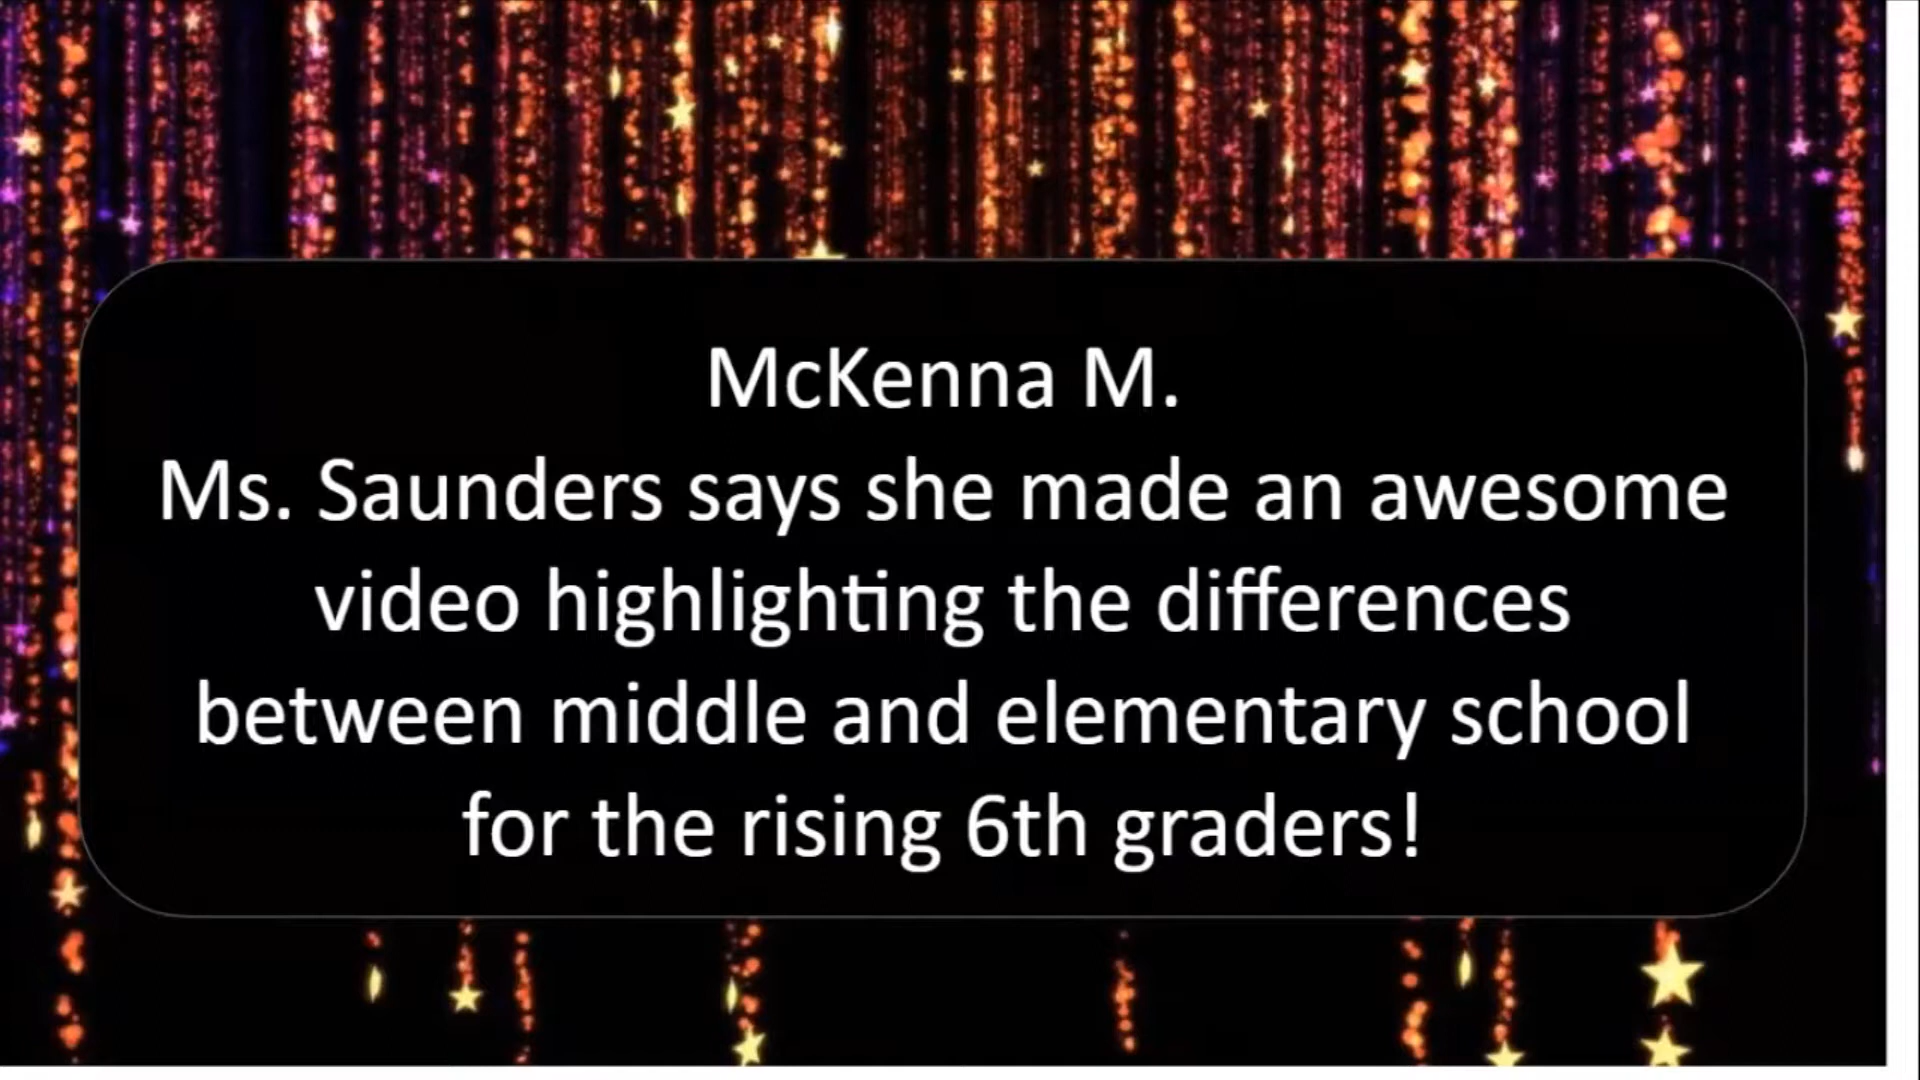 McKenna M.
Ms. Saunders says she made an awesome
video highlighting the differences
between middle and elementary school
for the rising 6th graders!